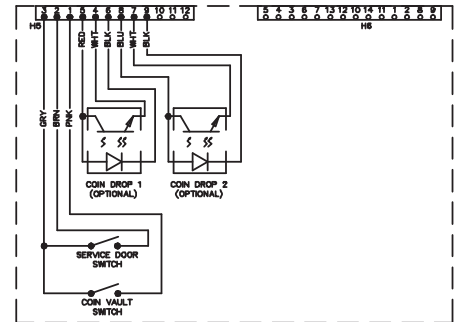 3 2 1 5 4 6 8 7 9 10 11 12
H5
5 4 3 6 7 13 12 10 14 11 1 2 8 9
H6
RED
WHT
BLK
BLU
WHT
BLK
GRY
BRN
PNK
COIN DROP 1
(OPTIONAL)
COIN DROP 2
(OPTIONAL)
SERVICE DOOR
SWITCH
COIN VAULT
SWITCH